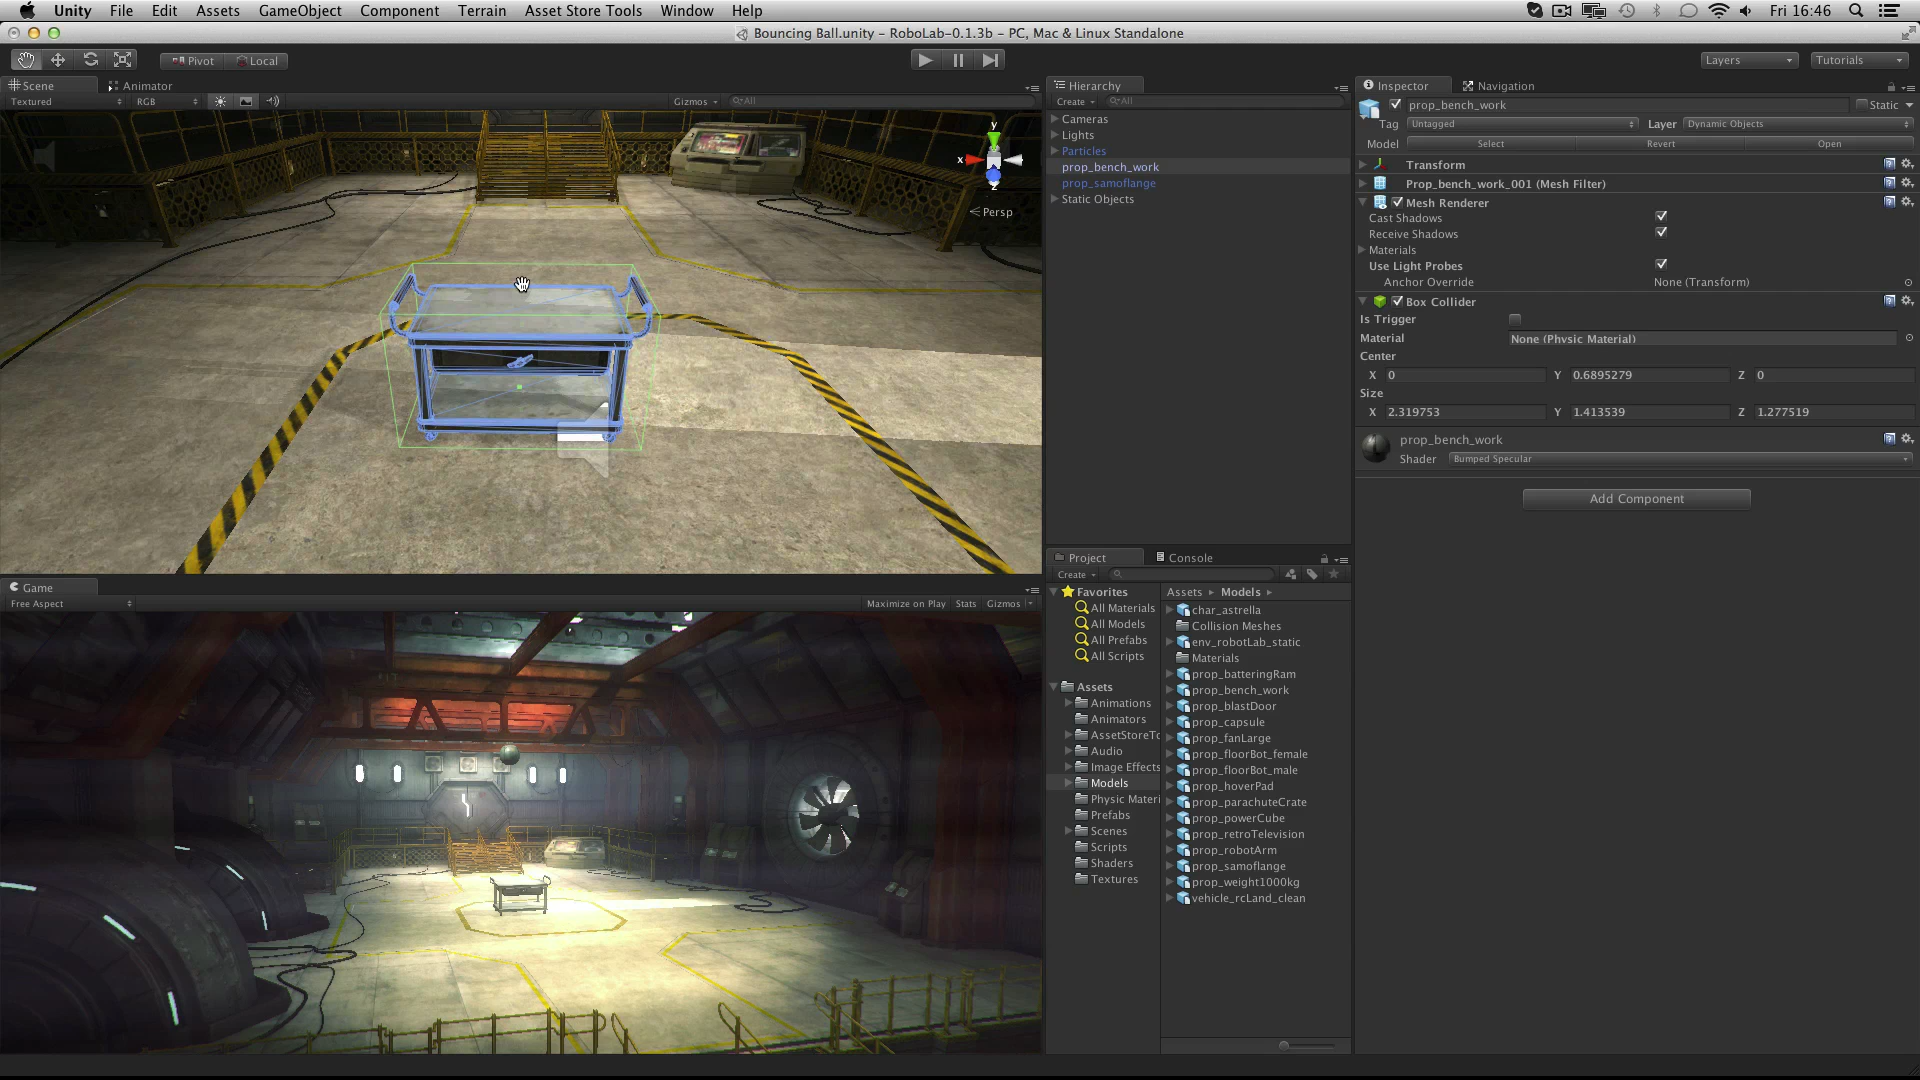 Unity File Edit Assets GameObject Component Terrain Asset Store Tools Window Help Fri 16:46
Bouncing Ball.unity - RoboLab-0.1.3b - PC, Mac & Linux Standalone
Pivot Local Layers Tutorials
Scene Animator
Textured RGB Gizmos All
x y z
Persp
Game
Free Aspect Maximize on Play Stats Gizmos
Hierarchy
Create All
Cameras
Lights
Particles
prop_bench_work
prop_samoflange
Static Objects
Project Console
Create
Favorites
All Materials
All Models
All Prefabs
All Scripts
Assets
Animations
Animators
AssetStoreTo
Audio
Image Effects
Models
Physic Materi
Prefabs
Scenes
Scripts
Shaders
Textures
Assets Models
char_astrella
Collision Meshes
env_robotLab_static
Materials
prop_batteringRam
prop_bench_work
prop_blastDoor
prop_capsule
prop_fanLarge
prop_floorBot_female
prop_floorBot_male
prop_hoverPad
prop_parachuteCrate
prop_powerCube
prop_retroTelevision
prop_robotArm
prop_samoflange
prop_weight1000kg
vehicle_rcLand_clean
Inspector Navigation
prop_bench_work Static
Tag Untagged Layer Dynamic Objects
Model Select Revert Open
Transform
Prop_bench_work_001 (Mesh Filter)
Mesh Renderer
Cast Shadows
Receive Shadows
Materials
Use Light Probes
Anchor Override None (Transform)
Box Collider
Is Trigger
Material None (Physic Material)
Center
X 0 Y 0.6895279 Z 0
Size
X 2.319753 Y 1.413539 Z 1.277519
prop_bench_work
Shader Bumped Specular
Add Component